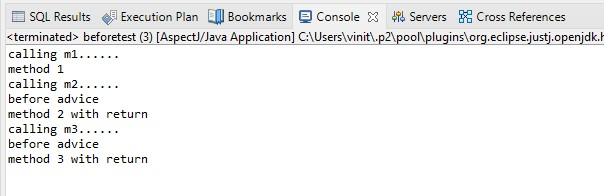 SQL Results Execution Plan Bookmarks Console Servers Cross References
<terminated> beforetest (3) [AspectJ/Java Application] C:\Users\vinit\.p2\pool\plugins\org.eclipse.justj.openjdk.h
calling m1......
method 1
calling m2......
before advice
method 2 with return
calling m3......
before advice
method 3 with return